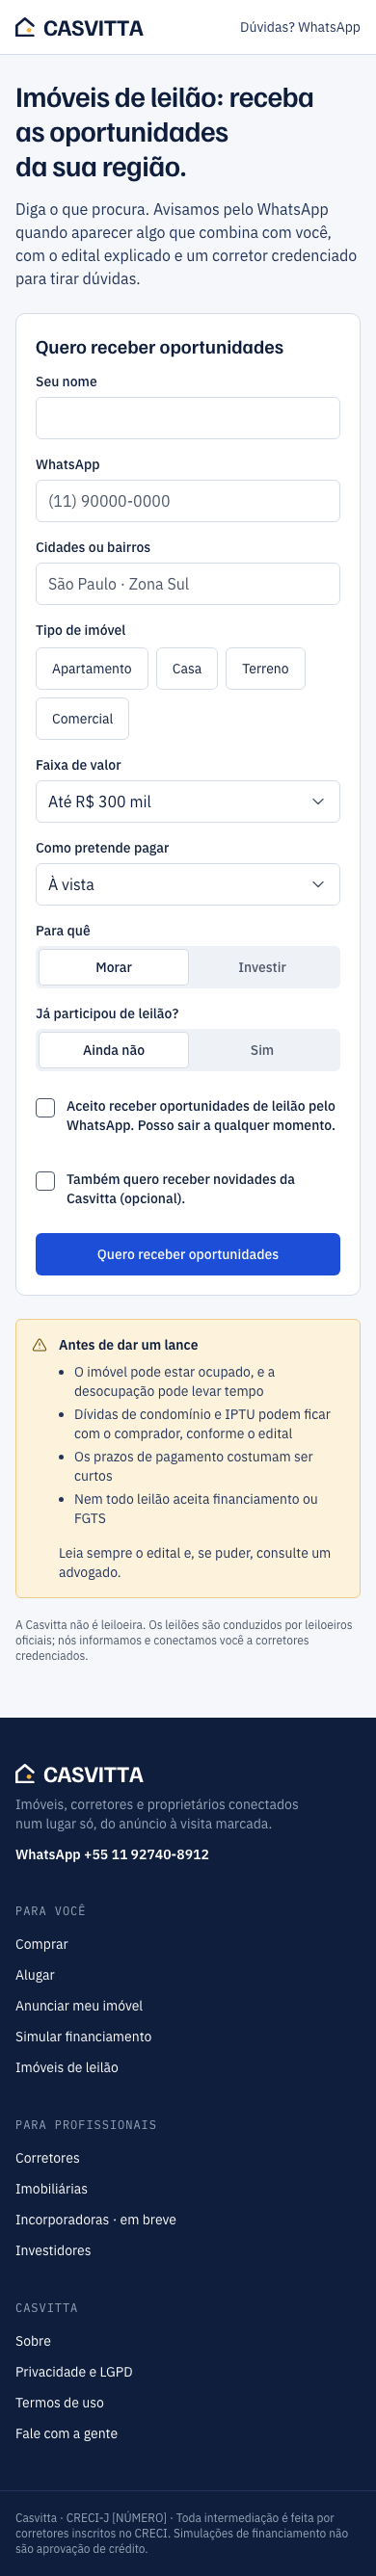 CASVITTA
Dúvidas? WhatsApp
Imóveis de leilão: receba
as oportunidades
da sua região.
Diga o que procura. Avisamos pelo WhatsApp
quando aparecer algo que combina com você,
com o edital explicado e um corretor credenciado
para tirar dúvidas.
Quero receber oportunidades
Seu nome
WhatsApp
(11) 90000-0000
Cidades ou bairros
São Paulo · Zona Sul
Tipo de imóvel
Apartamento
Casa
Terreno
Comercial
Faixa de valor
Até R$ 300 mil
Como pretende pagar
À vista
Para quê
Morar
Investir
Já participou de leilão?
Ainda não
Sim
Aceito receber oportunidades de leilão pelo
WhatsApp. Posso sair a qualquer momento.
Também quero receber novidades da
Casvitta (opcional).
Quero receber oportunidades
Antes de dar um lance
• O imóvel pode estar ocupado, e a
desocupação pode levar tempo
• Dívidas de condomínio e IPTU podem ficar
com o comprador, conforme o edital
• Os prazos de pagamento costumam ser
curtos
• Nem todo leilão aceita financiamento ou
FGTS
Leia sempre o edital e, se puder, consulte um
advogado.
A Casvitta não é leiloeira. Os leilões são conduzidos por leiloeiros
oficiais; nós informamos e conectamos você a corretores
credenciados.
CASVITTA
Imóveis, corretores e proprietários conectados
num lugar só, do anúncio à visita marcada.
WhatsApp +55 11 92740-8912
PARA VOCÊ
Comprar
Alugar
Anunciar meu imóvel
Simular financiamento
Imóveis de leilão
PARA PROFISSIONAIS
Corretores
Imobiliárias
Incorporadoras · em breve
Investidores
CASVITTA
Sobre
Privacidade e LGPD
Termos de uso
Fale com a gente
Casvitta · CRECI-J [NÚMERO] · Toda intermediação é feita por
corretores inscritos no CRECI. Simulações de financiamento não
são aprovação de crédito.